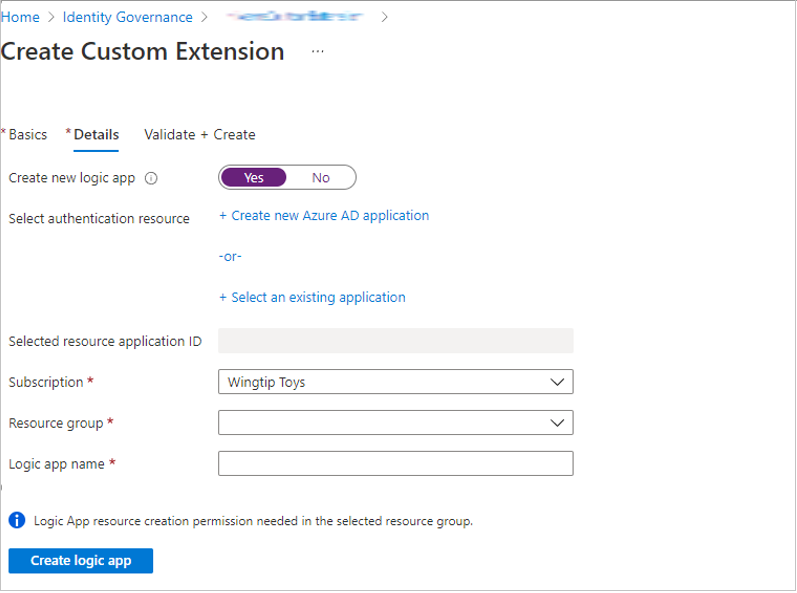 Home > Identity Governance > >
Create Custom Extension ...
* Basics * Details Validate + Create
Create new logic app Yes No
Select authentication resource + Create new Azure AD application
-or-
+ Select an existing application
Selected resource application ID
Subscription * Wingtip Toys
Resource group *
Logic app name *
Logic App resource creation permission needed in the selected resource group.
Create logic app